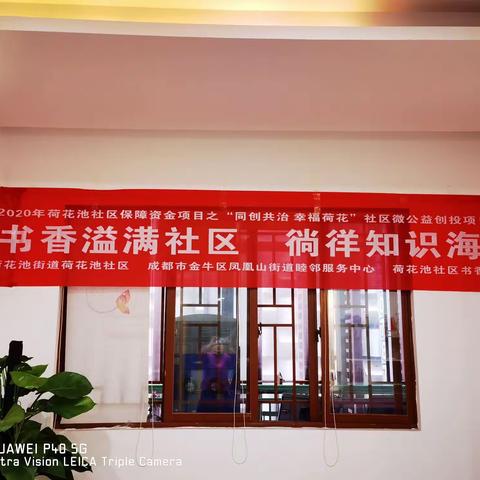 2020年荷花池社区保障资金项目之“同创共治 幸福荷花”社区微公益创投项
书香溢满社区 徜徉知识海
荷花池街道荷花池社区 成都市金牛区凤凰山街道睦邻服务中心 荷花池社区书香
UAWEI P40 5G
tra Vision LEICA Triple Camera